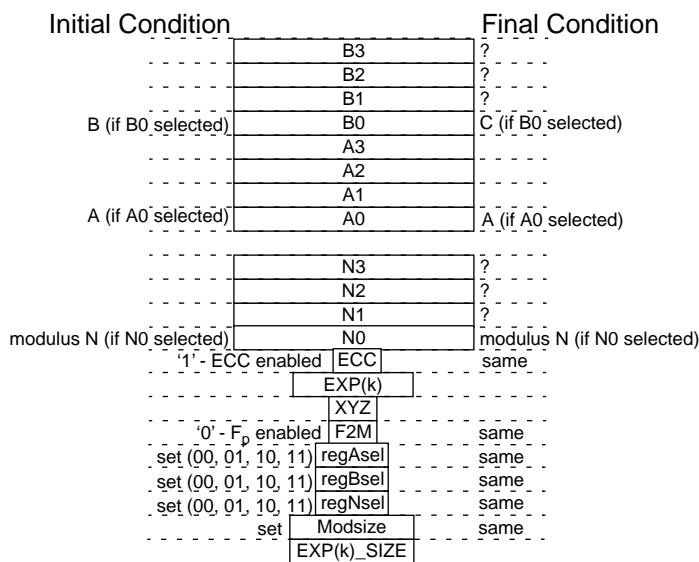 Initial Condition Final Condition
B3 ?
B2 ?
B1 ?
B (if B0 selected) B0 C (if B0 selected)
A3
A2
A1
A (if A0 selected) A0 A (if A0 selected)
N3 ?
N2 ?
N1 ?
modulus N (if N0 selected) N0 modulus N (if N0 selected)
‘1’ - ECC enabled ECC same
EXP(k)
XYZ
‘0’ - Fp enabled F2M same
set (00, 01, 10, 11) regAsel same
set (00, 01, 10, 11) regBsel same
set (00, 01, 10, 11) regNsel same
set Modsize same
EXP(k)_SIZE